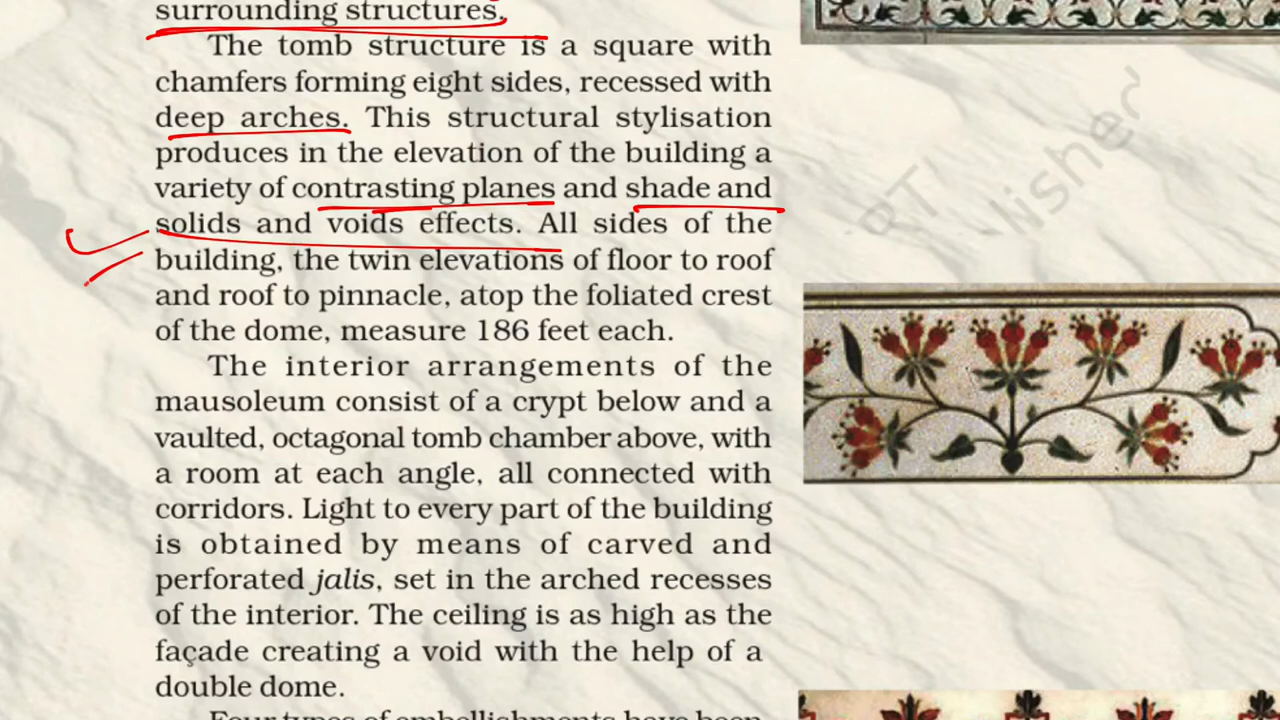 surrounding structures.
The tomb structure is a square with
chamfers forming eight sides, recessed with
deep arches. This structural stylisation
produces in the elevation of the building a
variety of contrasting planes and shade and
solids and voids effects. All sides of the
building, the twin elevations of floor to roof
and roof to pinnacle, atop the foliated crest
of the dome, measure 186 feet each.
The interior arrangements of the
mausoleum consist of a crypt below and a
vaulted, octagonal tomb chamber above, with
a room at each angle, all connected with
corridors. Light to every part of the building
is obtained by means of carved and
perforated jalis, set in the arched recesses
of the interior. The ceiling is as high as the
façade creating a void with the help of a
double dome.
Four types of embellishments have been